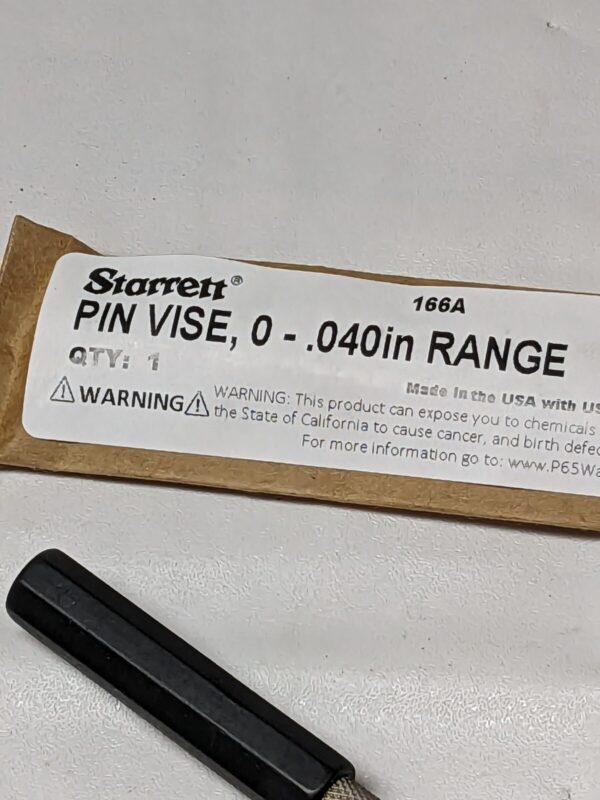 Starrett®
166A
PIN VISE, 0 - .040in RANGE
QTY: 1
Made in the USA with
⚠ WARNING ⚠
WARNING: This product can expose you to chemicals
the State of California to cause cancer, and birth
For more information go to: